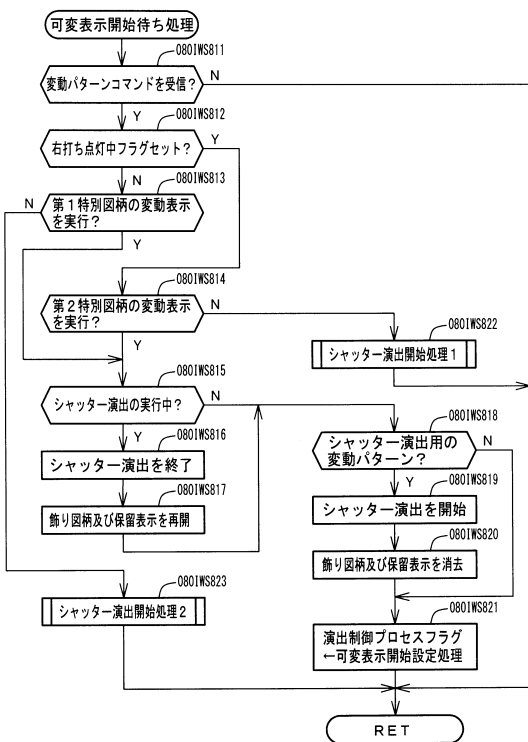 可変表示開始待ち処理
080IWS811
変動パターンコマンドを受信？
N
Y
080IWS812
右打ち点灯中フラグセット？
Y
N
080IWS813
N
第１特別図柄の変動表示
を実行？
Y
080IWS814
第２特別図柄の変動表示
を実行？
N
Y
080IWS822
シャッター演出開始処理１
080IWS815
シャッター演出の実行中？
N
Y
080IWS816
シャッター演出を終了
080IWS817
飾り図柄及び保留表示を再開
080IWS818
シャッター演出用の
変動パターン？
N
Y
080IWS819
シャッター演出を開始
080IWS820
飾り図柄及び保留表示を消去
080IWS823
シャッター演出開始処理２
080IWS821
演出制御プロセスフラグ
←可変表示開始設定処理
RET